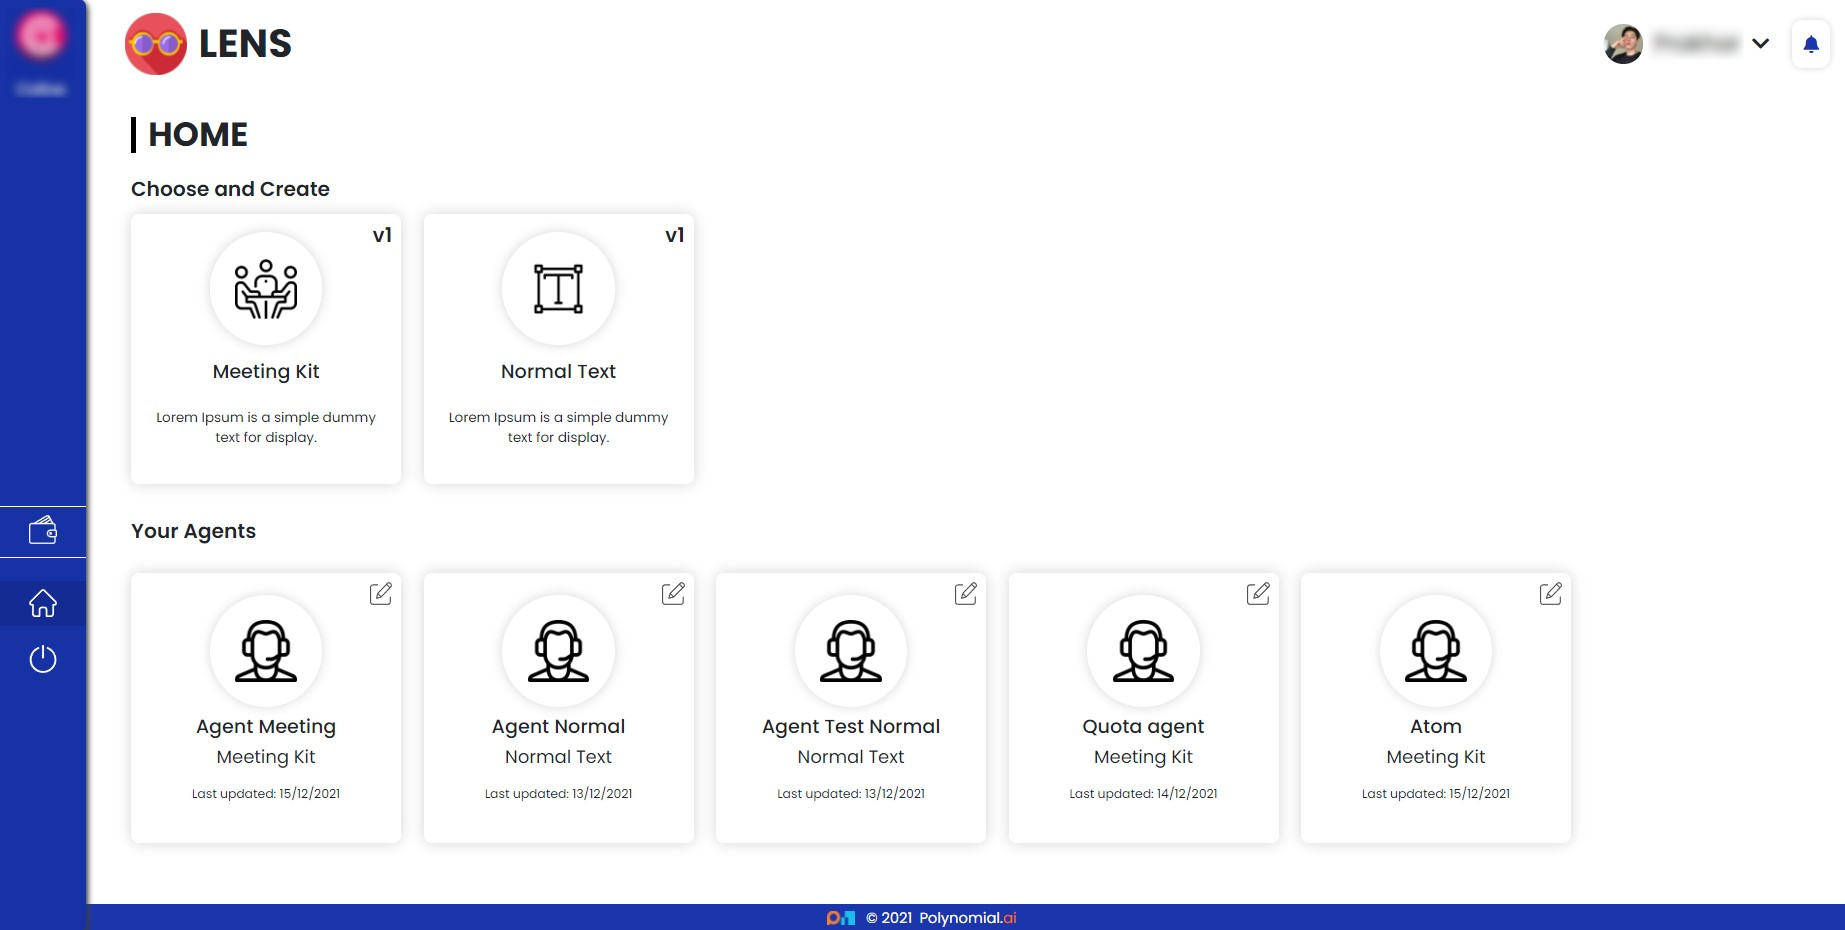 LENS
HOME
Choose and Create
v1
Meeting Kit
Lorem Ipsum is a simple dummy
text for display.
v1
Normal Text
Lorem Ipsum is a simple dummy
text for display.
Your Agents
Agent Meeting
Meeting Kit
Last updated: 15/12/2021
Agent Normal
Normal Text
Last updated: 13/12/2021
Agent Test Normal
Normal Text
Last updated: 13/12/2021
Quota agent
Meeting Kit
Last updated: 14/12/2021
Atom
Meeting Kit
Last updated: 15/12/2021
© 2021 Polynomial.ai